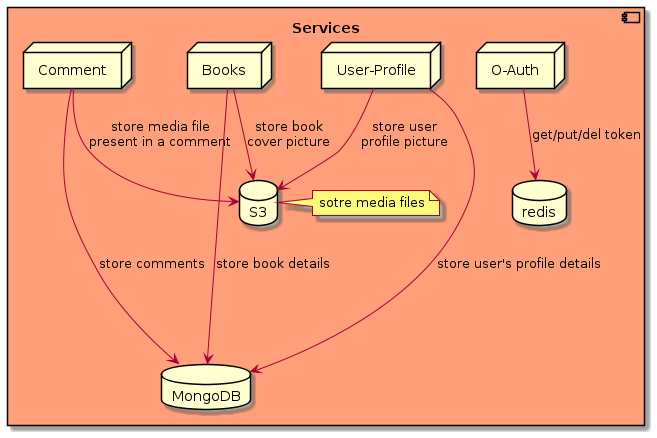 Services
Comment
Books
User-Profile
O-Auth
store media file
present in a comment
store book
cover picture
store user
profile picture
get/put/del token
S3
sotre media files
redis
store comments
store book details
store user's profile details
MongoDB